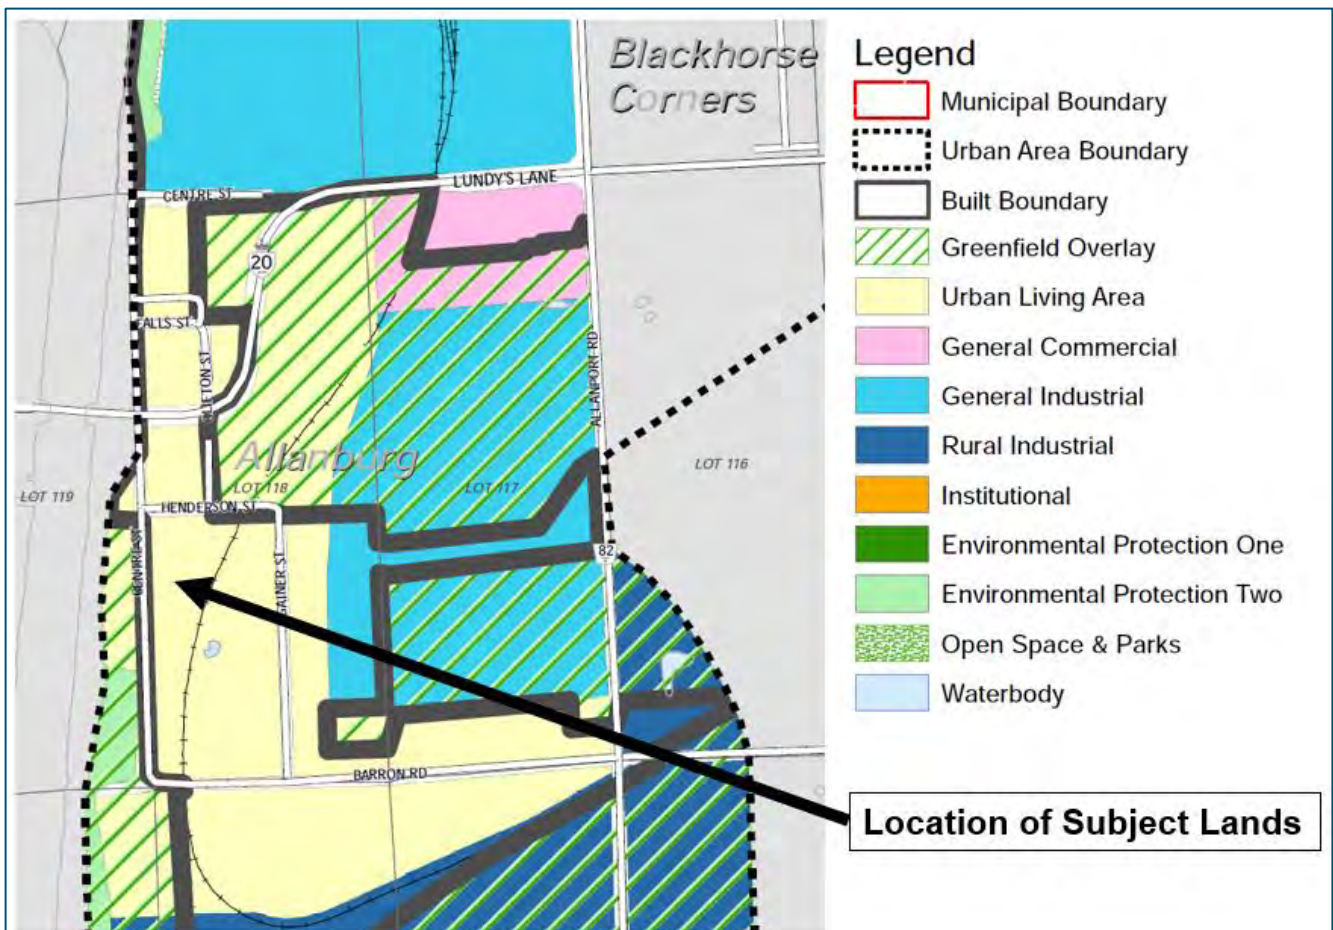 Blackhorse
Corners
CENTRE ST
LUNDY'S LANE
20
FALLS ST
CLIFTON ST
ALLANPORT RD
Allanburg
LOT 119
LOT 118
LOT 117
LOT 116
HENDERSON ST
CENTRE ST
GAINER ST
82
BARRON RD
Legend
Municipal Boundary
Urban Area Boundary
Built Boundary
Greenfield Overlay
Urban Living Area
General Commercial
General Industrial
Rural Industrial
Institutional
Environmental Protection One
Environmental Protection Two
Open Space & Parks
Waterbody
Location of Subject Lands